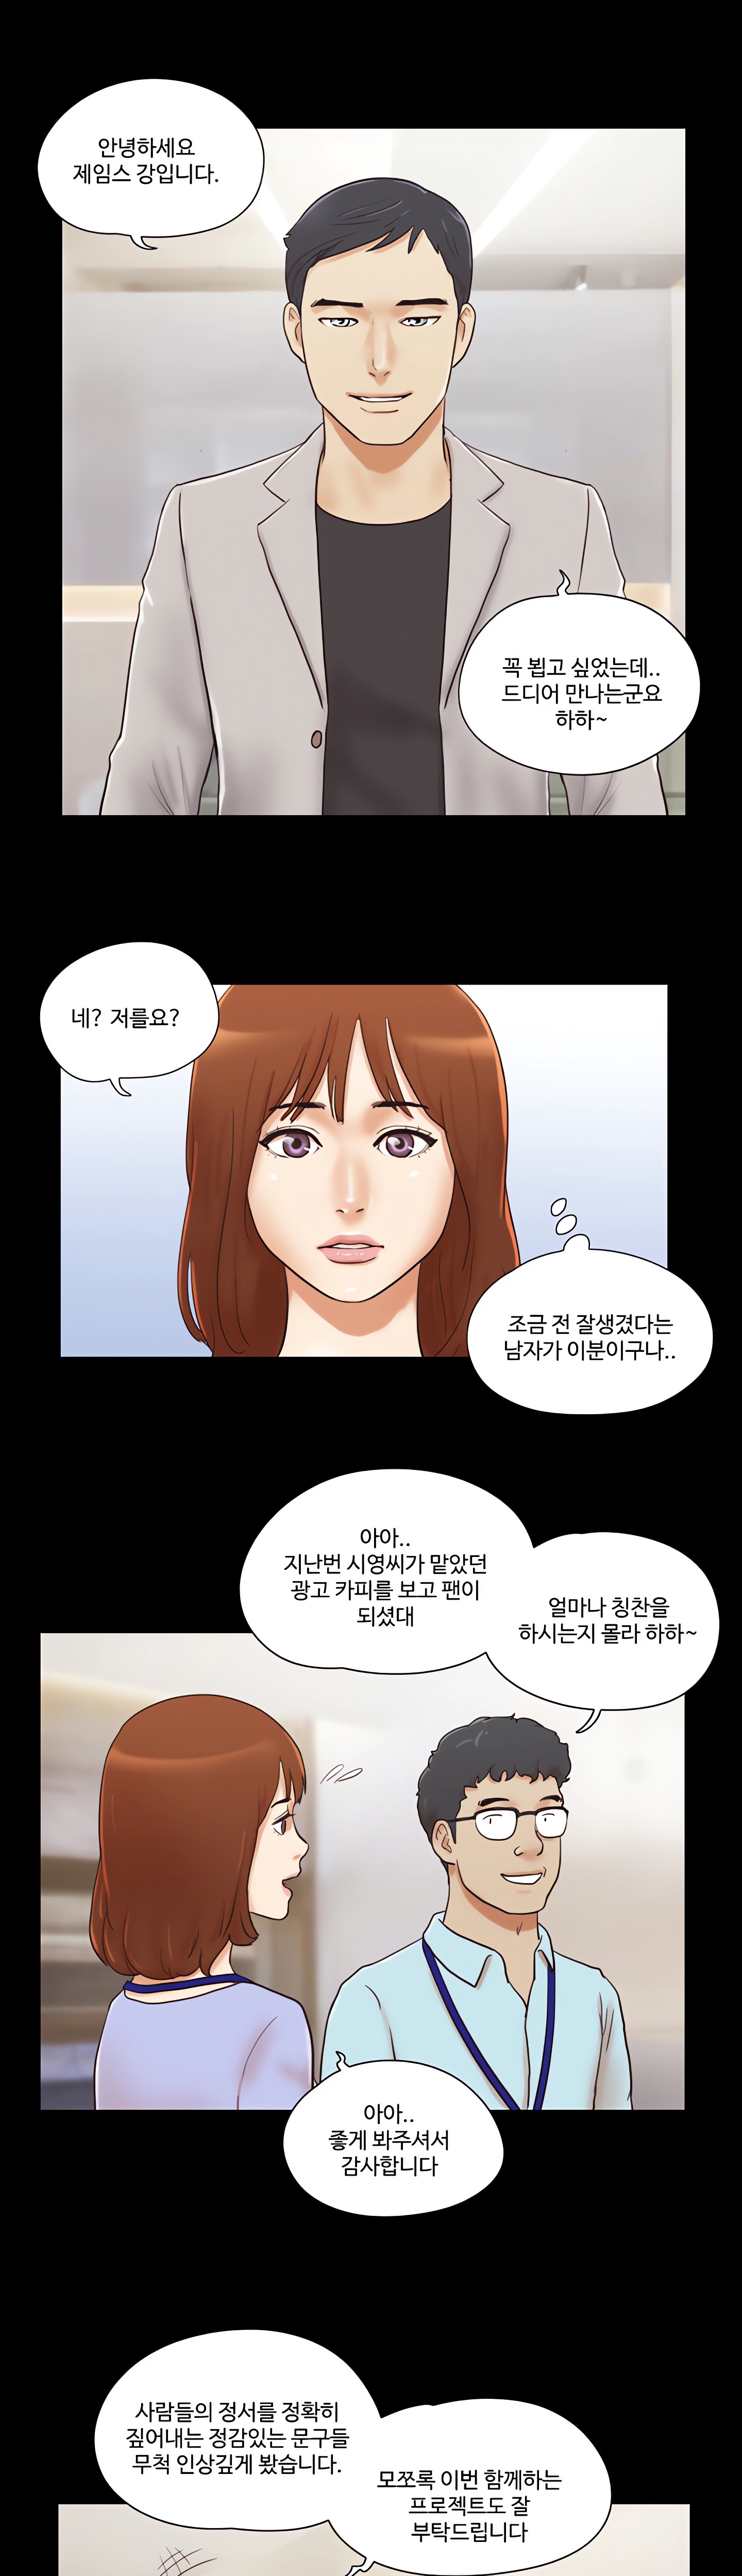 안녕하세요
제임스 강입니다.
꼭 뵙고 싶었는데..
드디어 만나는군요
하하~
네? 저를요?
조금 전 잘생겼다는
남자가 이분이구나..
아아..
지난번 시영씨가 맡았던
광고 카피를 보고 팬이
되셨대
얼마나 칭찬을
하시는지 몰라 하하~
아아..
좋게 봐주셔서
감사합니다
사람들의 정서를 정확히
짚어내는 정감있는 문구들
무척 인상깊게 봤습니다.
모쪼록 이번 함께하는
프로젝트도 잘
부탁드립니다